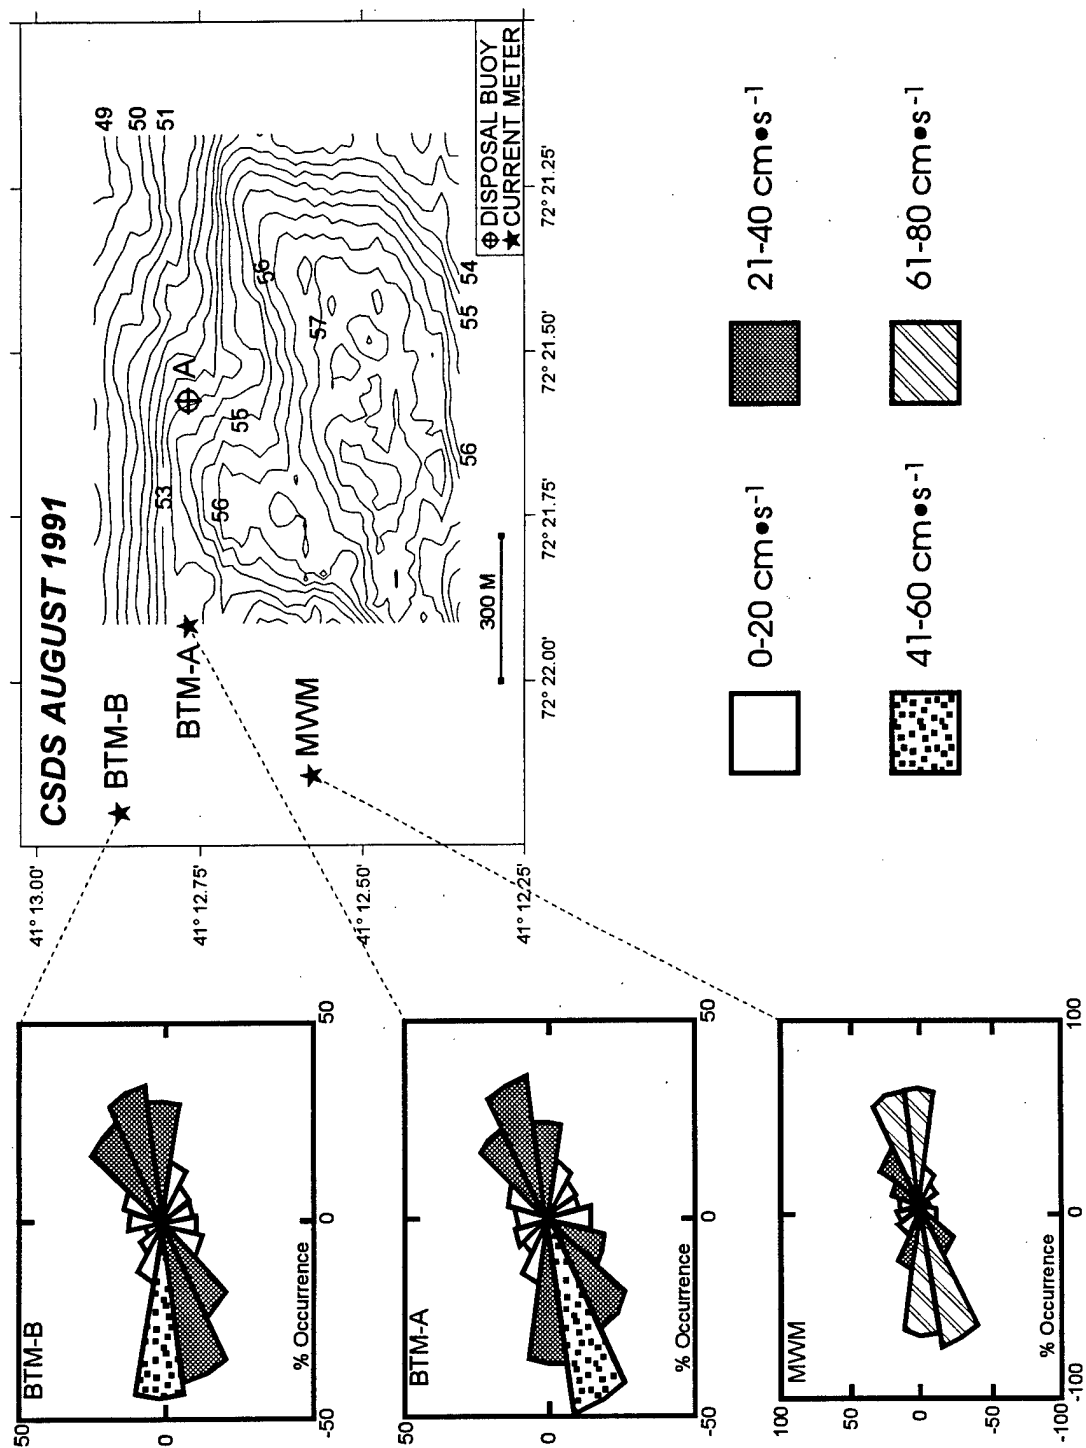 CSDS AUGUST 1991
49
50
51
53
A
55
56
56
57
54
55
56
BTM-B
BTM-A
MWM
300 M
DISPOSAL BUOY
CURRENT METER
41° 13.00'
41° 12.75'
41° 12.50'
41° 12.25'
72° 22.00'
72° 21.75'
72° 21.50'
72° 21.25'
BTM-B
50
0
-50
0
50
% Occurrence
BTM-A
50
0
-50
0
50
% Occurrence
MWM
100
50
0
-50
-100
0
100
% Occurrence
0-20 cm•s-1
21-40 cm•s-1
41-60 cm•s-1
61-80 cm•s-1